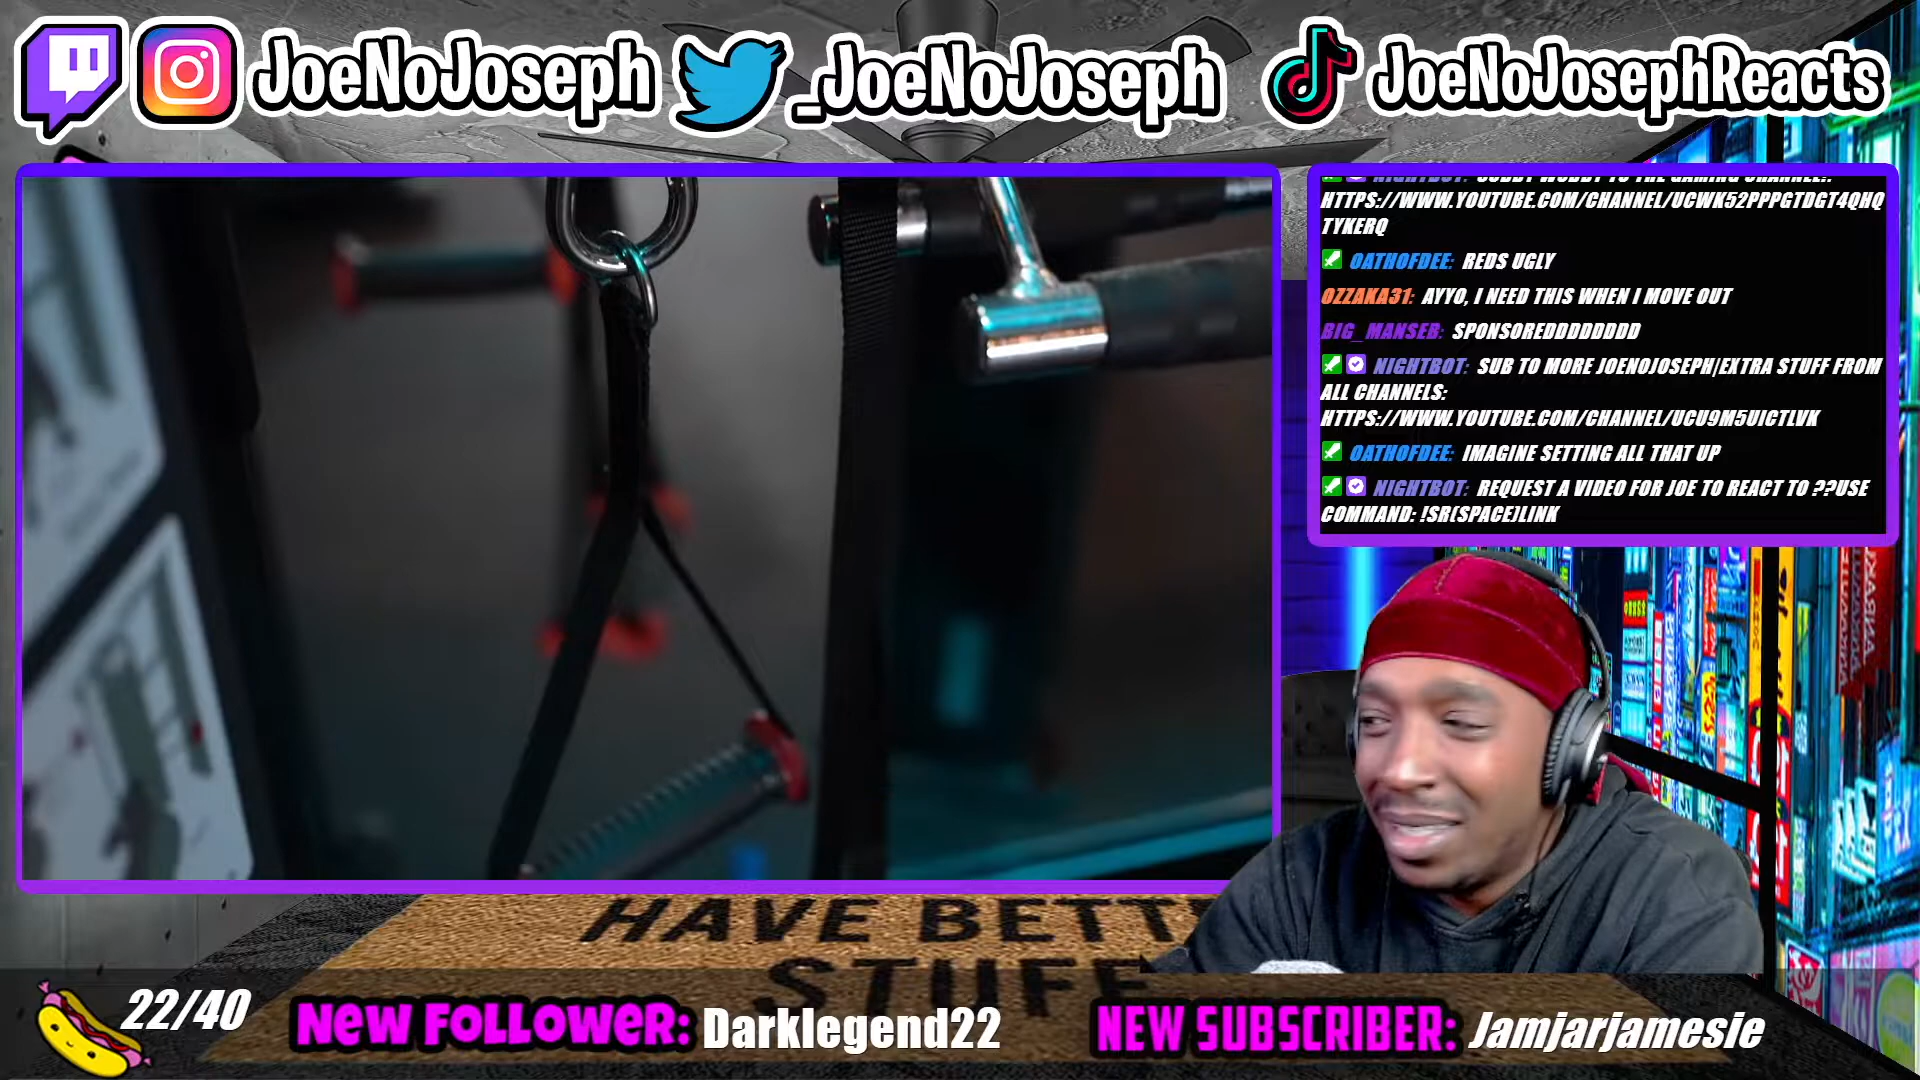 JoeNoJoseph _JoeNoJoseph JoeNoJosephReacts
NIGHTBOT:
HTTPS://WWW.YOUTUBE.COM/CHANNEL/UCWK52PPPGTDGT4QHQ
TYKERQ
OATHOFDEE: REDS UGLY
OZZAKA31: AYYO, I NEED THIS WHEN I MOVE OUT
BIG_MANSEB: SPONSOREDDDDDDDD
NIGHTBOT: SUB TO MORE JOENOJOSEPH|EXTRA STUFF FROM
ALL CHANNELS:
HTTPS://WWW.YOUTUBE.COM/CHANNEL/UCU9M5UICTLVK
OATHOFDEE: IMAGINE SETTING ALL THAT UP
NIGHTBOT: REQUEST A VIDEO FOR JOE TO REACT TO ??USE
COMMAND: !SR(SPACE)LINK
HAVE BETT
STUFF
22/40
NEW FOLLOWER: Darklegend22
NEW SUBSCRIBER: Jamjarjamesie